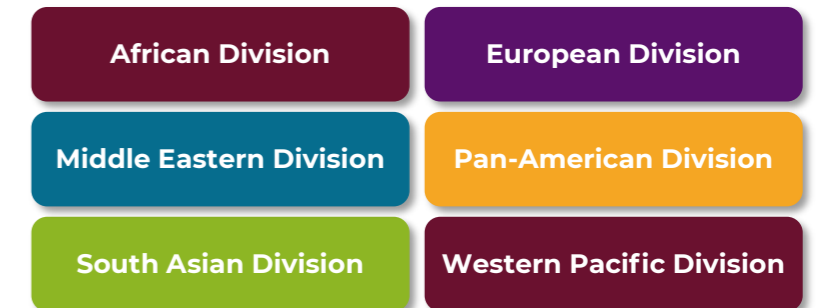 African Division
European Division
Middle Eastern Division
Pan-American Division
South Asian Division
Western Pacific Division